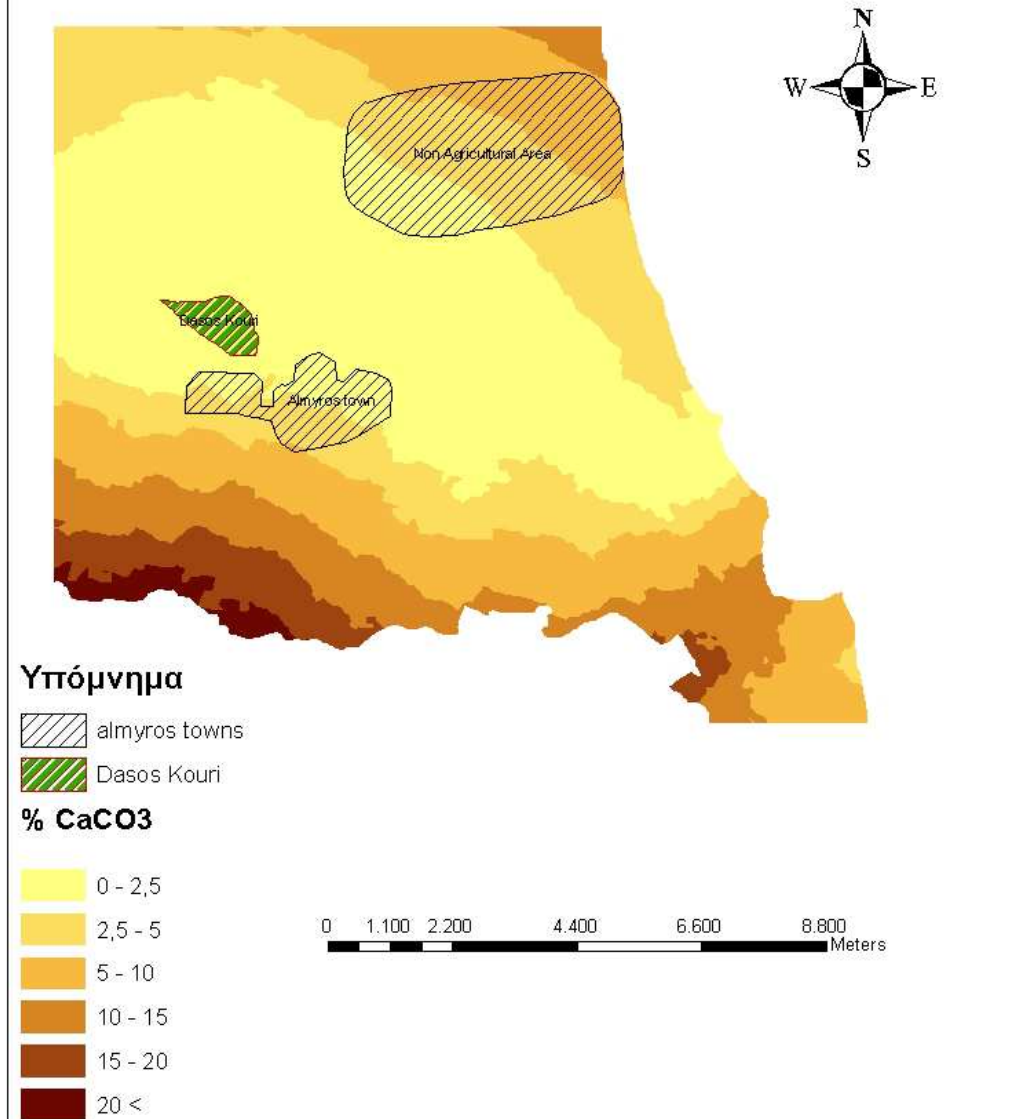 N
W E
S
Non Agricultural Area
Dasos Kouri
Almyros town
Υπόμνημα
almyros towns
Dasos Kouri
% CaCO3
0 - 2,5
2,5 - 5
5 - 10
10 - 15
15 - 20
20 <
0 1.100 2.200 4.400 6.600 8.800
Meters